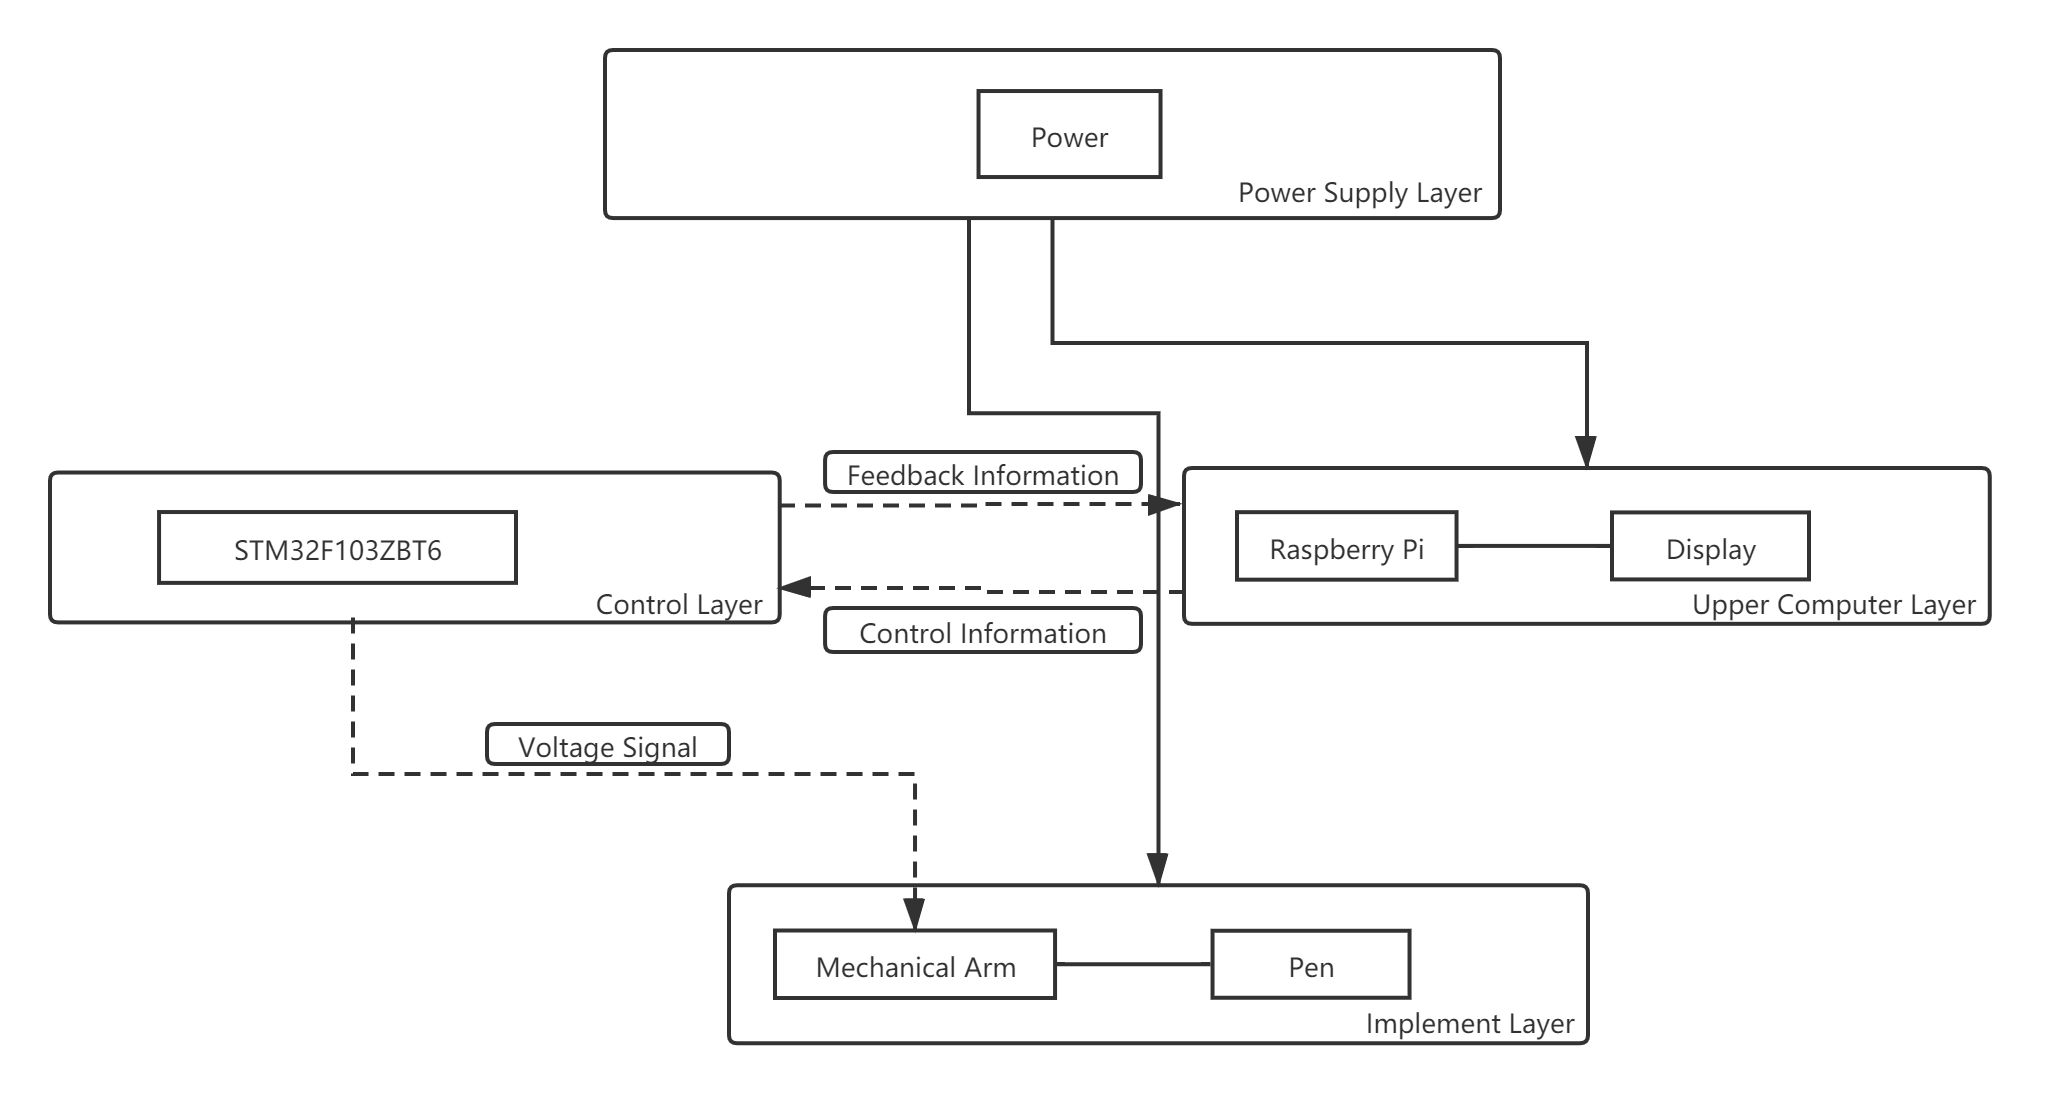 Power
Power Supply Layer
Feedback Information
STM32F103ZBT6
Control Layer
Raspberry Pi
Display
Upper Computer Layer
Control Information
Voltage Signal
Mechanical Arm
Pen
Implement Layer